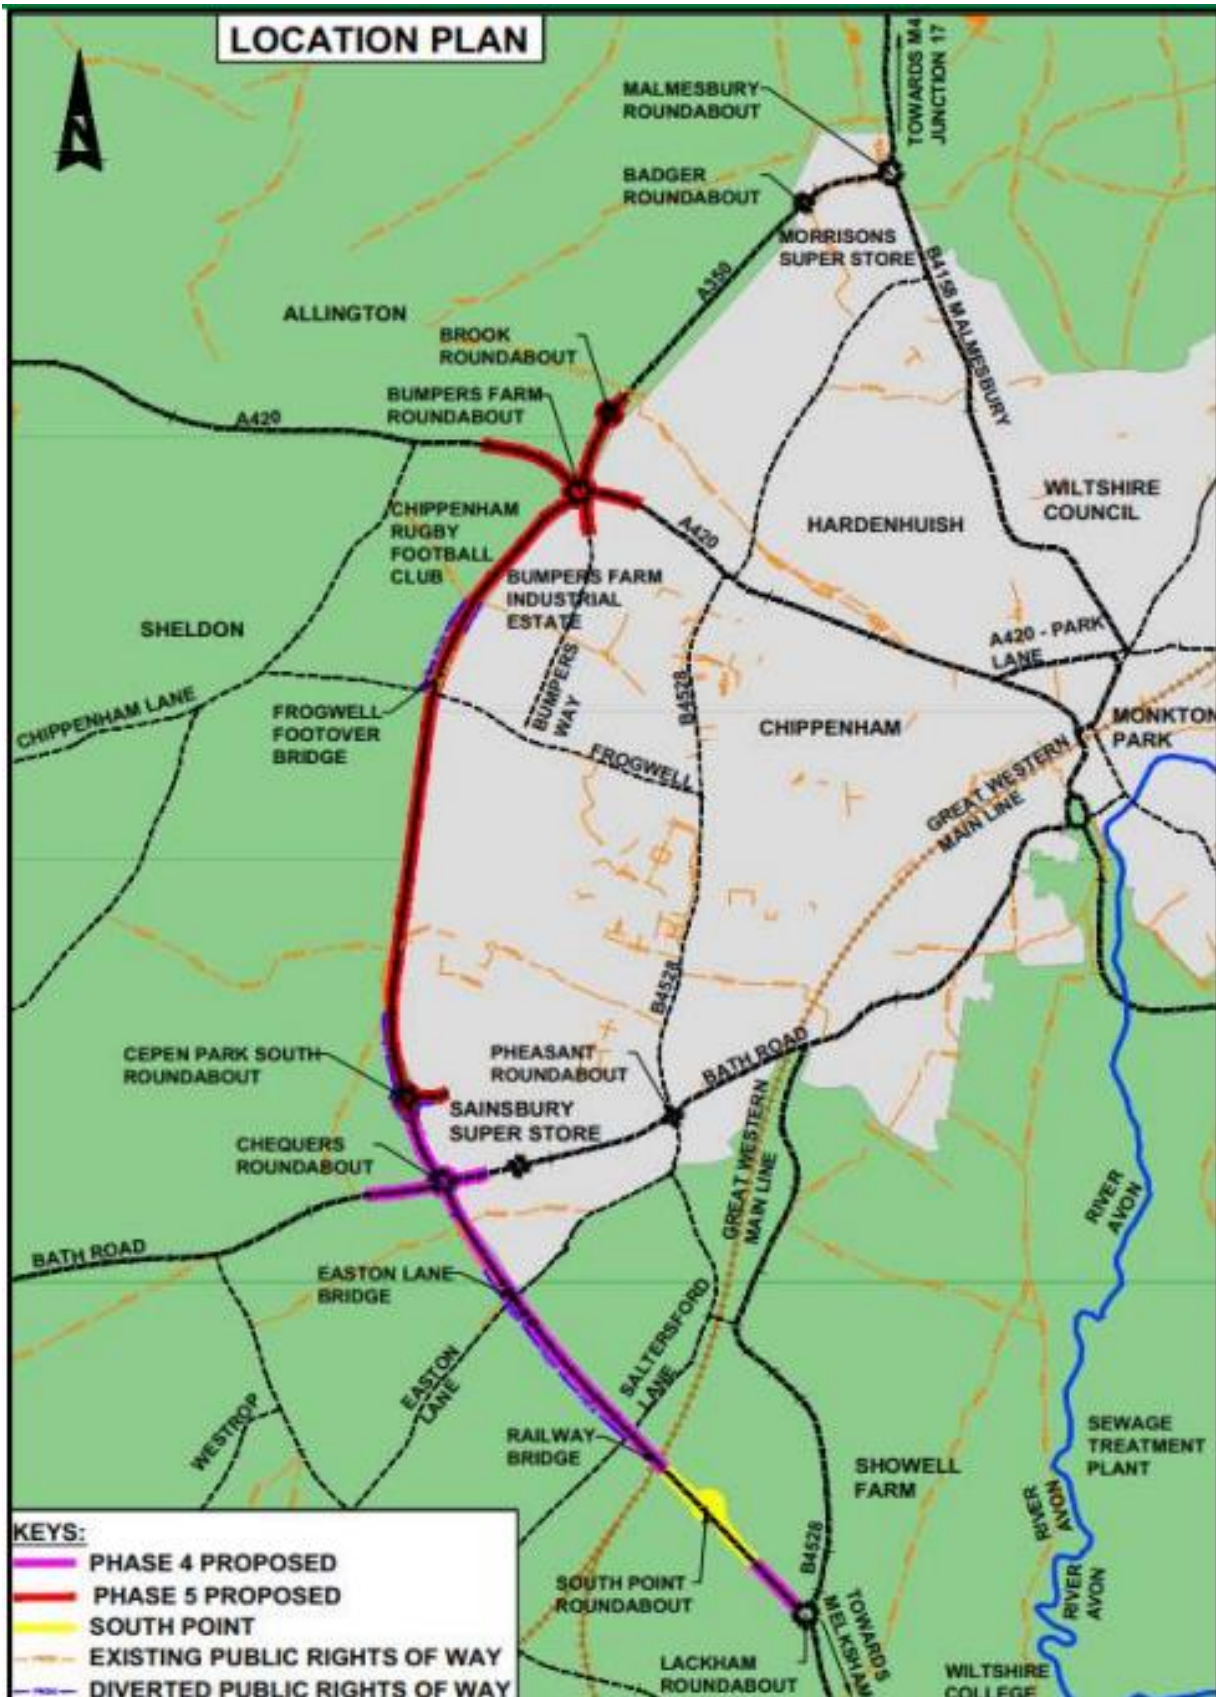 LOCATION PLAN
N
TOWARDS M4
JUNCTION 17
MALMESBURY
ROUNDABOUT
BADGER
ROUNDABOUT
MORRISONS
SUPER STORE
B4158 MALMESBURY
A350
ALLINGTON
BROOK
ROUNDABOUT
BUMPERS FARM
ROUNDABOUT
A420
CHIPPENHAM
RUGBY
FOOTBALL
CLUB
A420
HARDENHUISH
WILTSHIRE
COUNCIL
BUMPERS FARM
INDUSTRIAL
ESTATE
SHELDON
A420 - PARK
LANE
BUMPERS
WAY
B4528
CHIPPENHAM LANE
FROGWELL
FOOTOVER
BRIDGE
CHIPPENHAM
MONKTON
PARK
FROGWELL
GREAT WESTERN
MAIN LINE
B4528
CEPEN PARK SOUTH
ROUNDABOUT
PHEASANT
ROUNDABOUT
BATH ROAD
SAINSBURY
SUPER STORE
CHEQUERS
ROUNDABOUT
GREAT WESTERN
MAIN LINE
RIVER
AVON
BATH ROAD
EASTON LANE
BRIDGE
SALTERSFORD
LANE
EASTON
LANE
WESTROP
RAILWAY
BRIDGE
SHOWELL
FARM
SEWAGE
TREATMENT
PLANT
RIVER
AVON
B4528
SOUTH POINT
ROUNDABOUT
RIVER
AVON
TOWARDS
MELKSHAM
LACKHAM
ROUNDABOUT
WILTSHIRE
COLLEGE
KEYS:
PHASE 4 PROPOSED
PHASE 5 PROPOSED
SOUTH POINT
EXISTING PUBLIC RIGHTS OF WAY
DIVERTED PUBLIC RIGHTS OF WAY